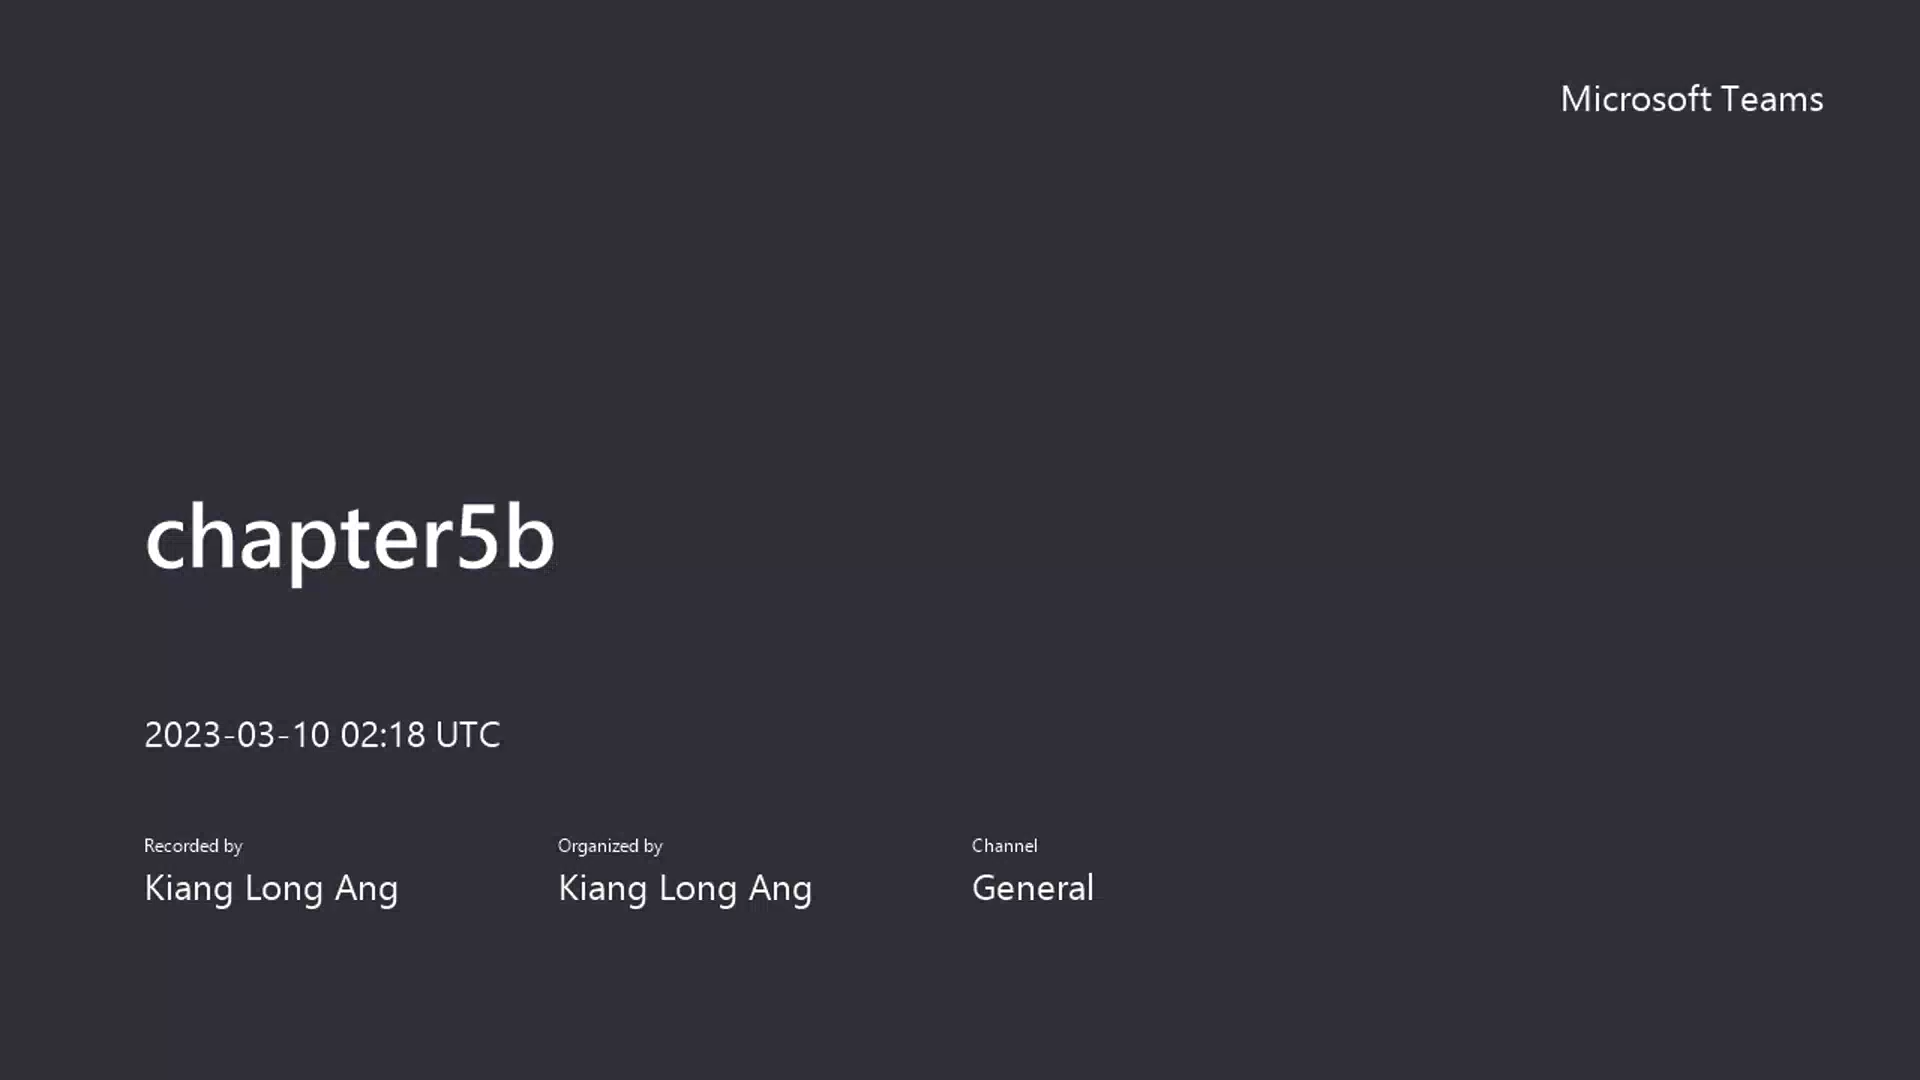 Microsoft Teams
chapter5b
2023-03-10 02:18 UTC
Recorded by
Kiang Long Ang
Organized by
Kiang Long Ang
Channel
General